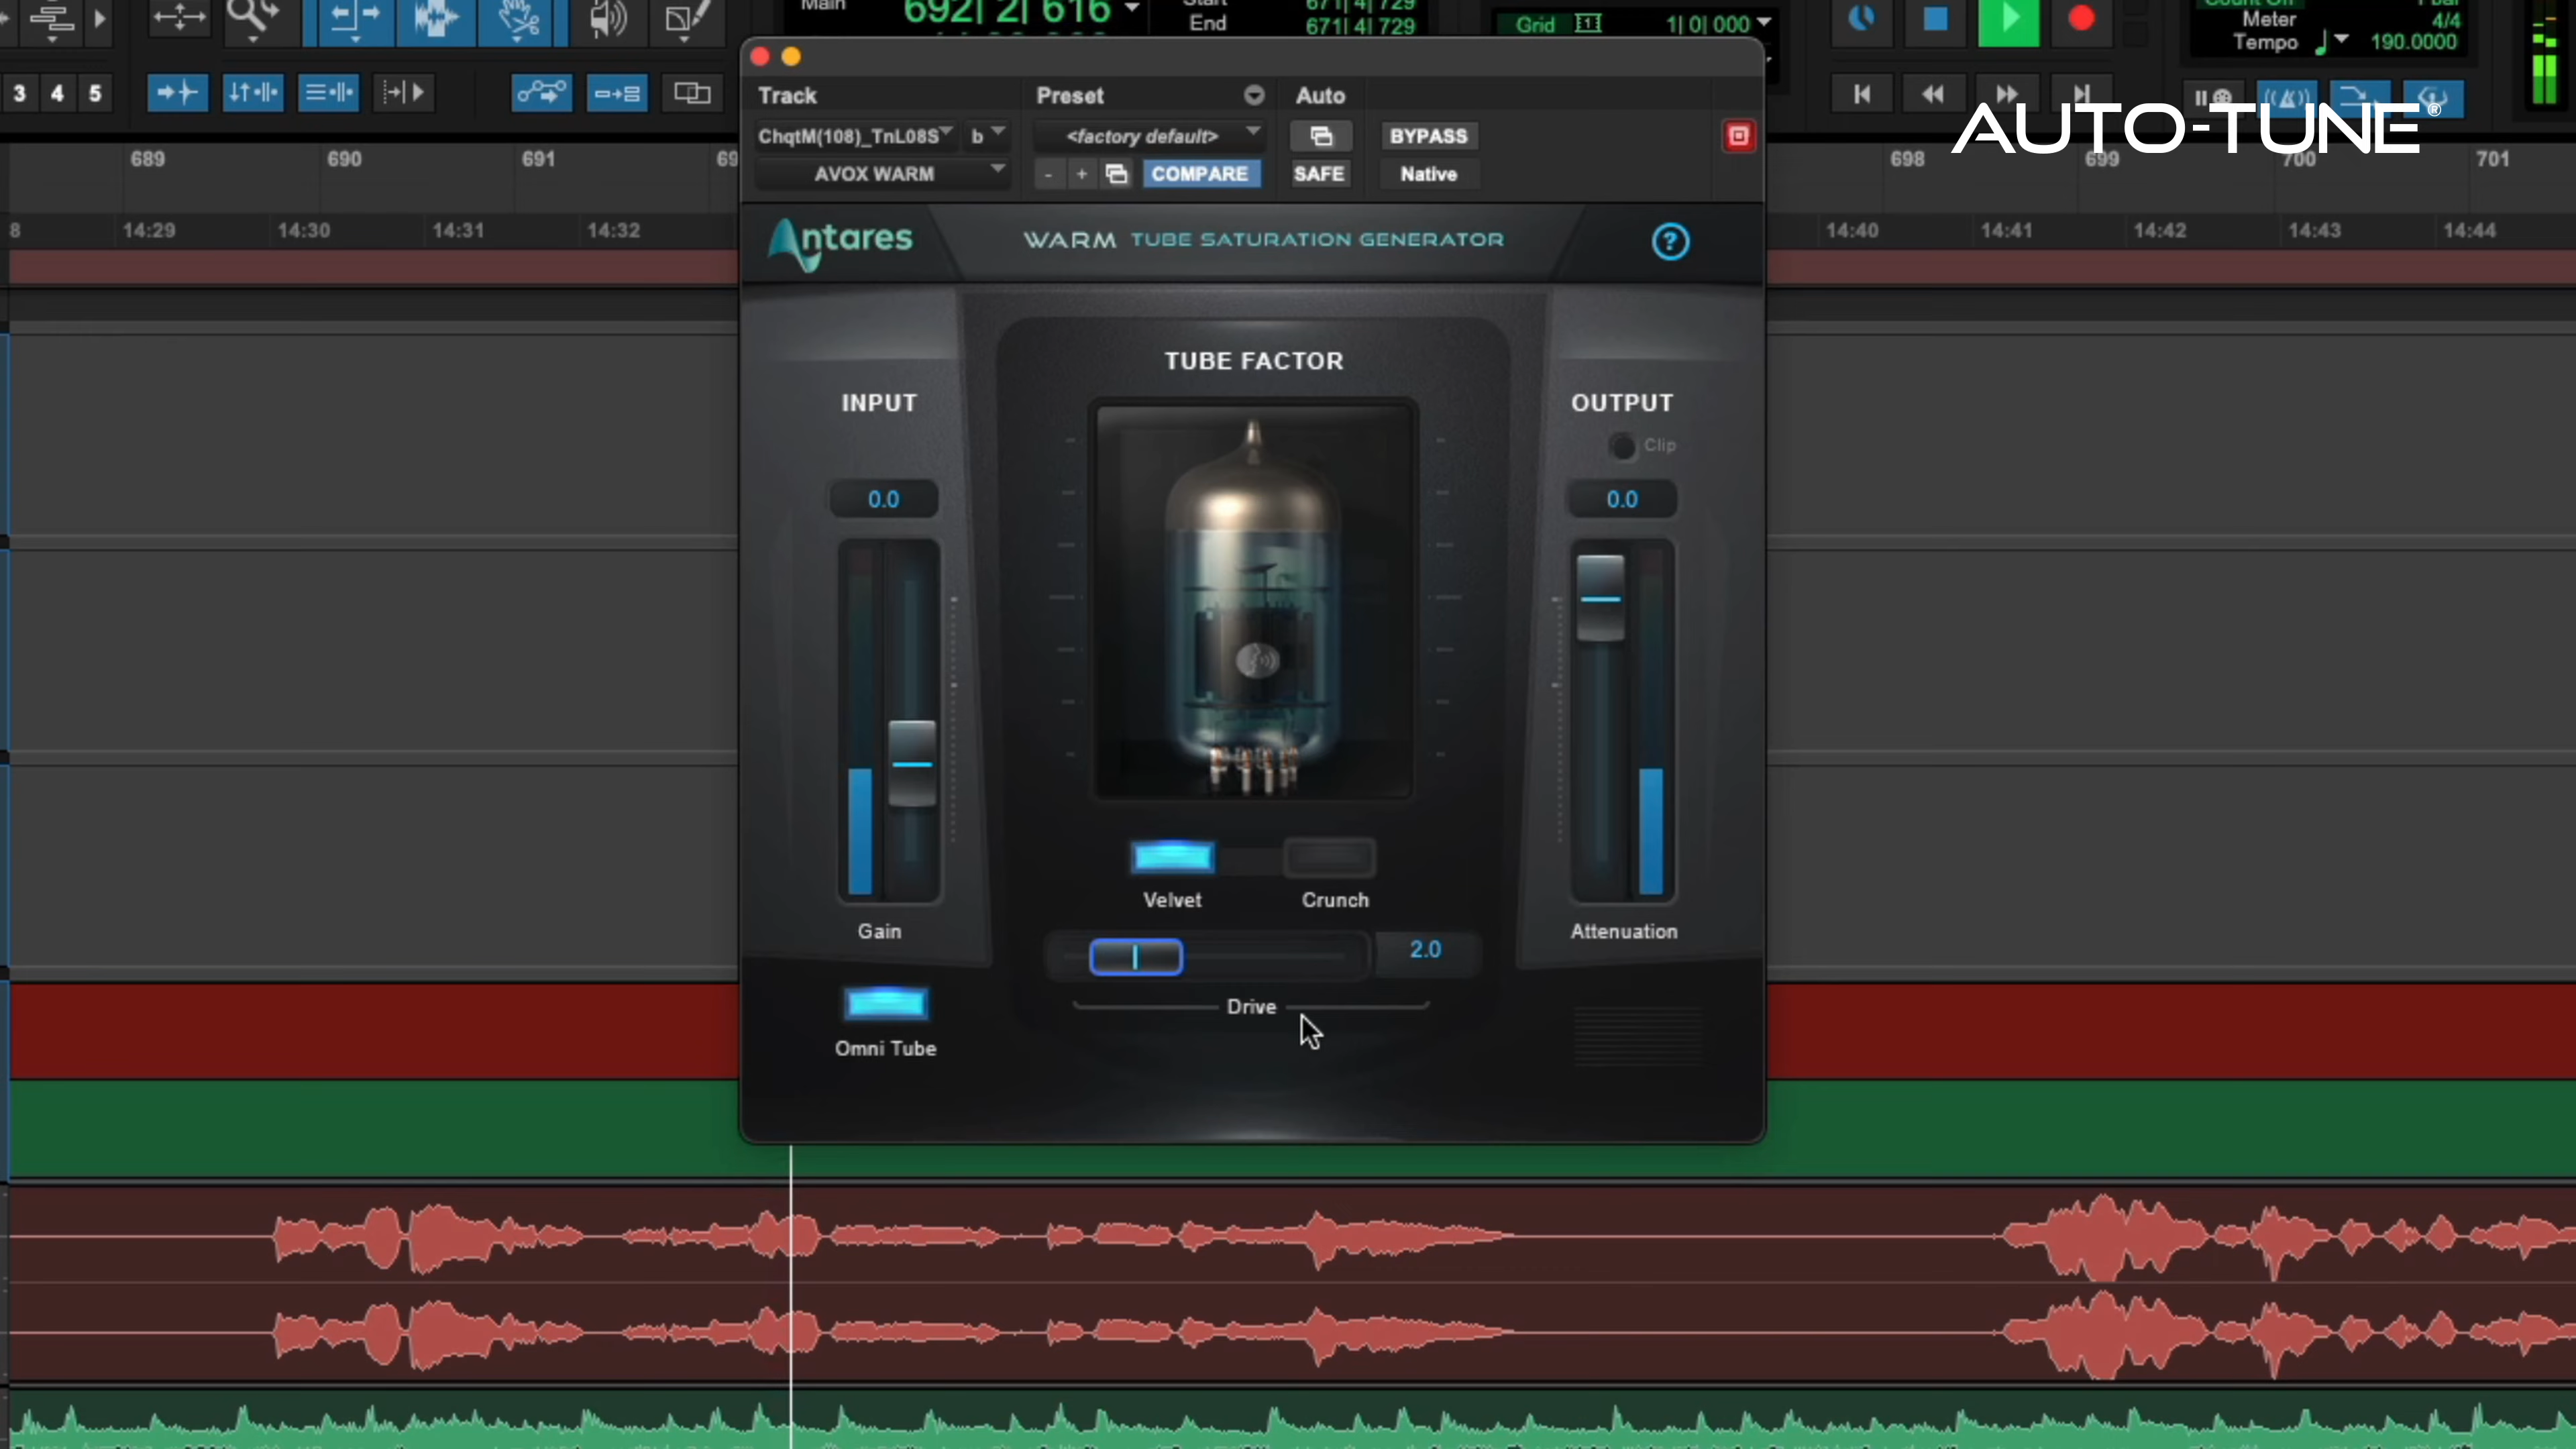 Main
692| 2| 616
Start
End
671| 4| 729
671| 4| 729
Grid
1| 0| 000
Count Off
Meter
4/4
Tempo
190.0000
3 4 5
AUTO-TUNE®
689 690 691 69
698 699 700 701
8 14:29 14:30 14:31 14:32
14:40 14:41 14:42 14:43 14:44
Track
Preset
Auto
ChqtM(108)_TnL08S
b
<factory default>
BYPASS
AVOX WARM
- +
COMPARE
SAFE
Native
Antares
WARM TUBE SATURATION GENERATOR
?
TUBE FACTOR
INPUT
OUTPUT
Clip
0.0
0.0
Velvet
Crunch
Gain
Attenuation
2.0
Drive
Omni Tube